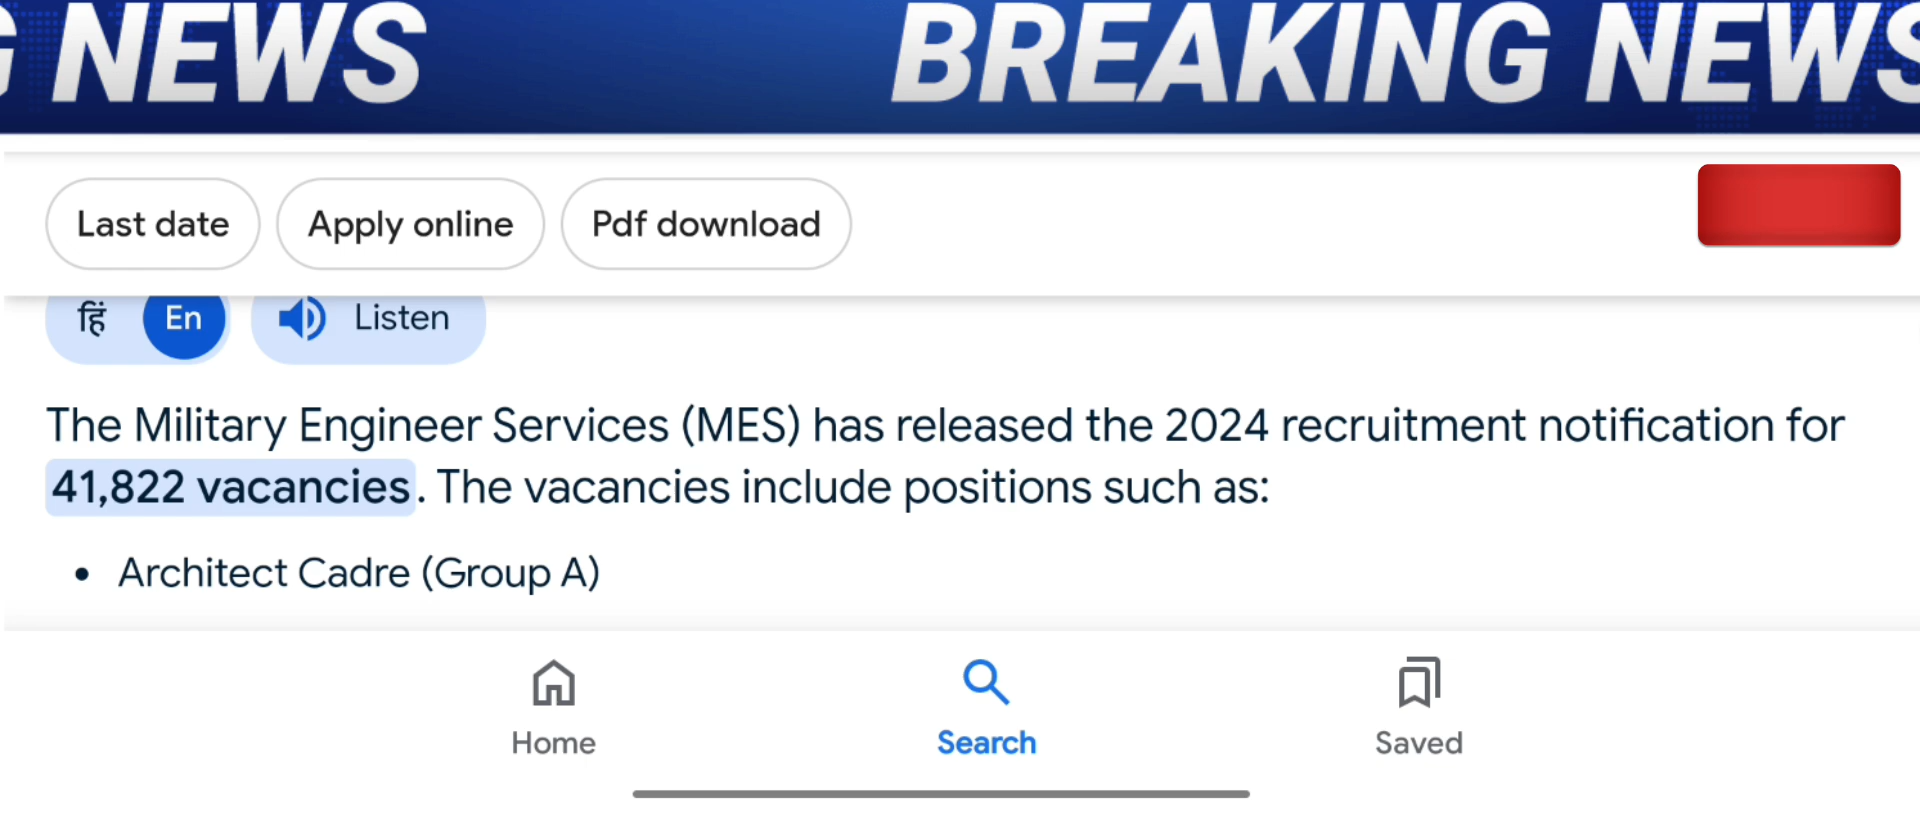 G NEWS BREAKING NEWS
Last date Apply online Pdf download
हिं En Listen
The Military Engineer Services (MES) has released the 2024 recruitment notification for
41,822 vacancies. The vacancies include positions such as:
• Architect Cadre (Group A)
Home Search Saved